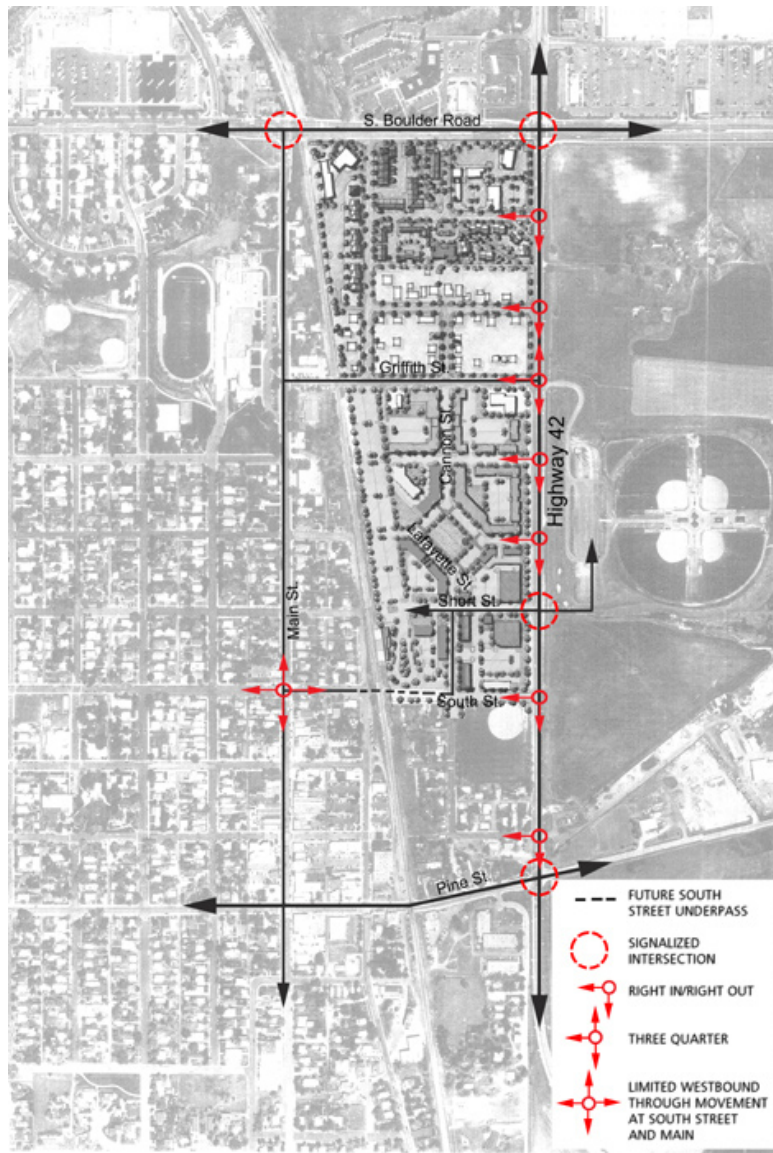 S. Boulder Road
Griffith St.
Cannon St.
Highway 42
Lafayette St.
Short St.
Main St.
South St.
Pine St.
FUTURE SOUTH
STREET UNDERPASS
SIGNALIZED
INTERSECTION
RIGHT IN/RIGHT OUT
THREE QUARTER
LIMITED WESTBOUND
THROUGH MOVEMENT
AT SOUTH STREET
AND MAIN